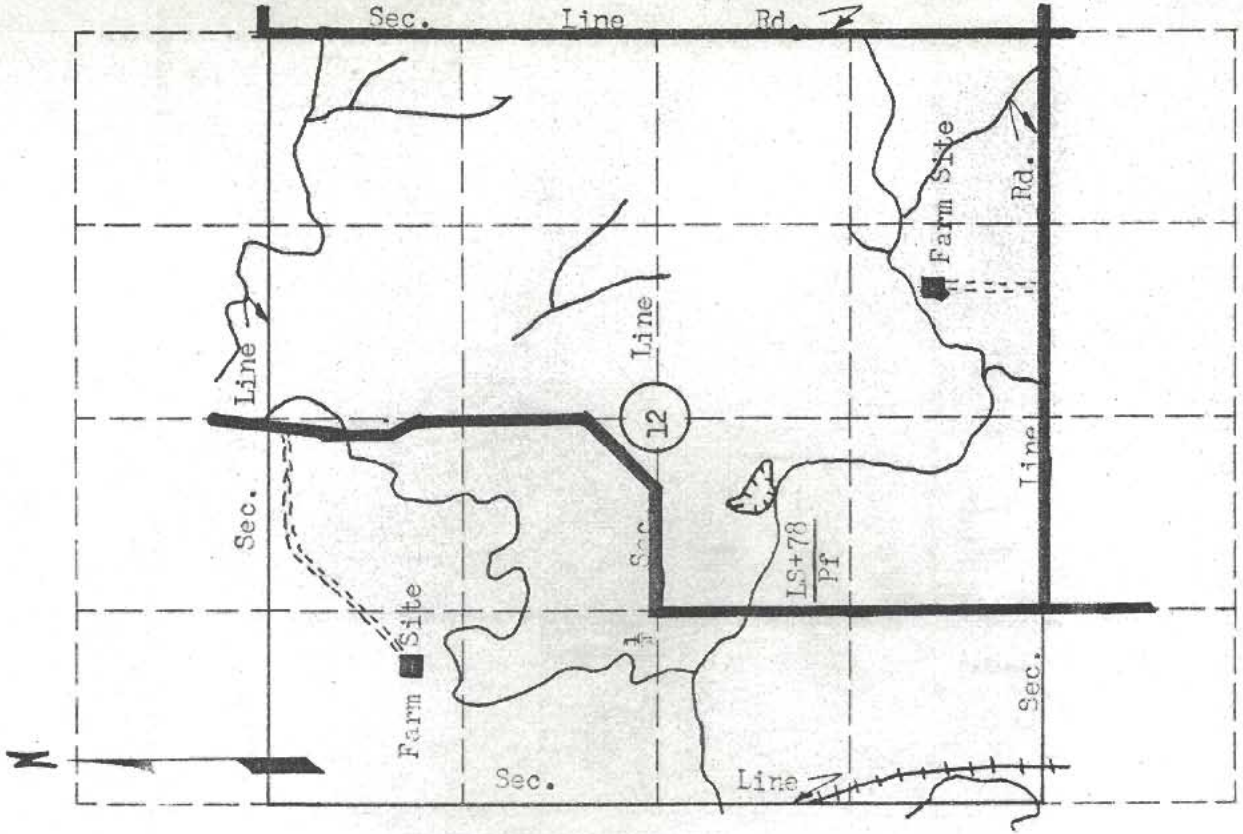 Sec. Line Rd.
Sec. Line
Farm Site
Rd.
Line
12
Sec.
Farm Site
LS+78
Pf
1
Sec. Line
Sec. Line
N